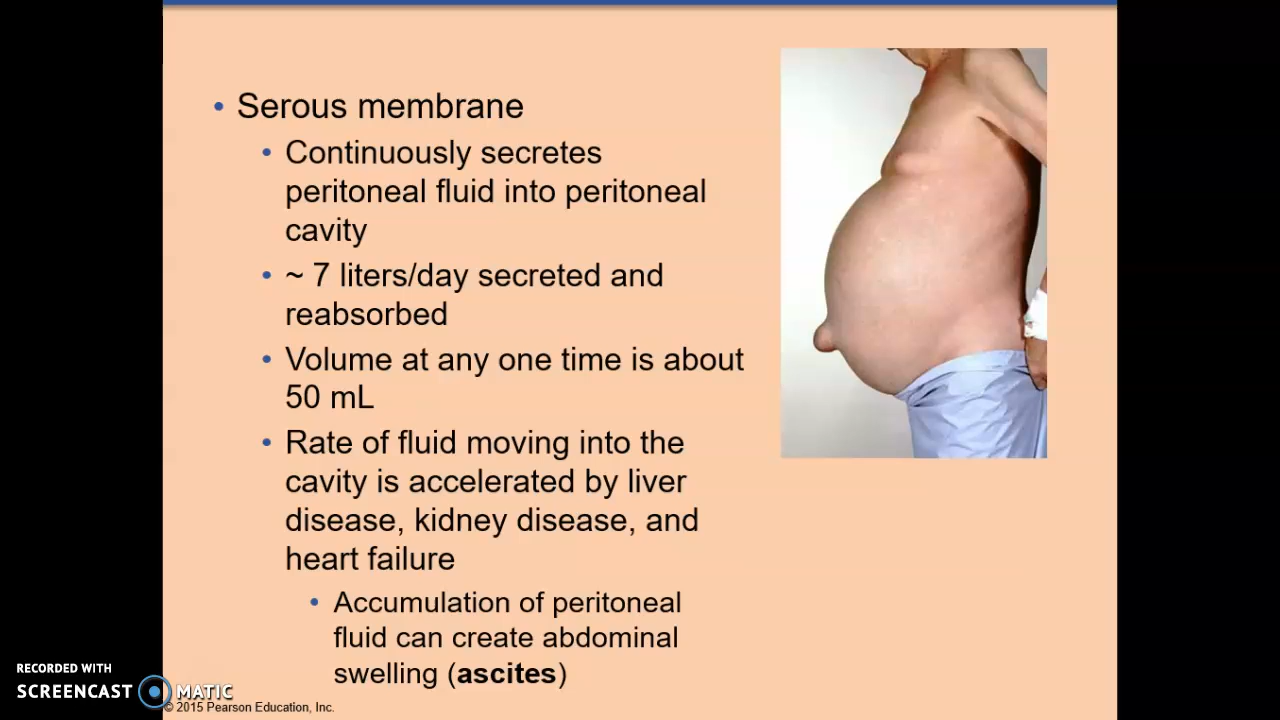 • Serous membrane
• Continuously secretes
peritoneal fluid into peritoneal
cavity
• ~ 7 liters/day secreted and
reabsorbed
• Volume at any one time is about
50 mL
• Rate of fluid moving into the
cavity is accelerated by liver
disease, kidney disease, and
heart failure
• Accumulation of peritoneal
fluid can create abdominal
swelling (ascites)
RECORDED WITH
SCREENCAST MATIC
© 2015 Pearson Education, Inc.